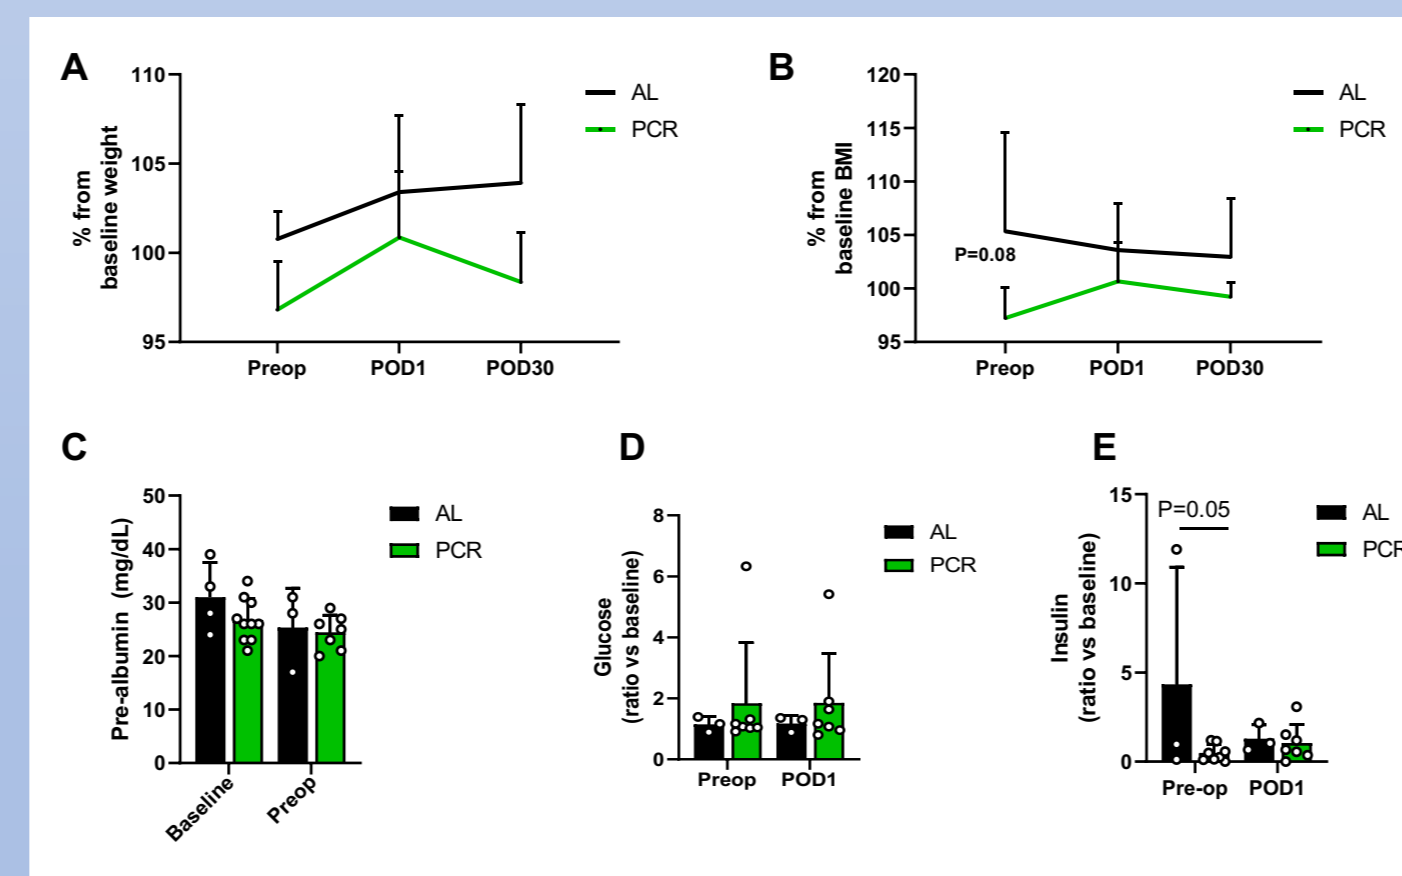 A
% from
baseline weight
110
105
100
95
Preop
POD1
POD30
AL
PCR
B
% from
baseline BMI
120
115
110
105
100
95
P=0.08
Preop
POD1
POD30
AL
PCR
C
Pre-albumin (mg/dL)
50
40
30
20
10
0
Baseline
Preop
AL
PCR
D
Glucose
(ratio vs baseline)
8
6
4
2
0
Preop
POD1
AL
PCR
E
Insulin
(ratio vs baseline)
15
10
5
0
P=0.05
Pre-op
POD1
AL
PCR